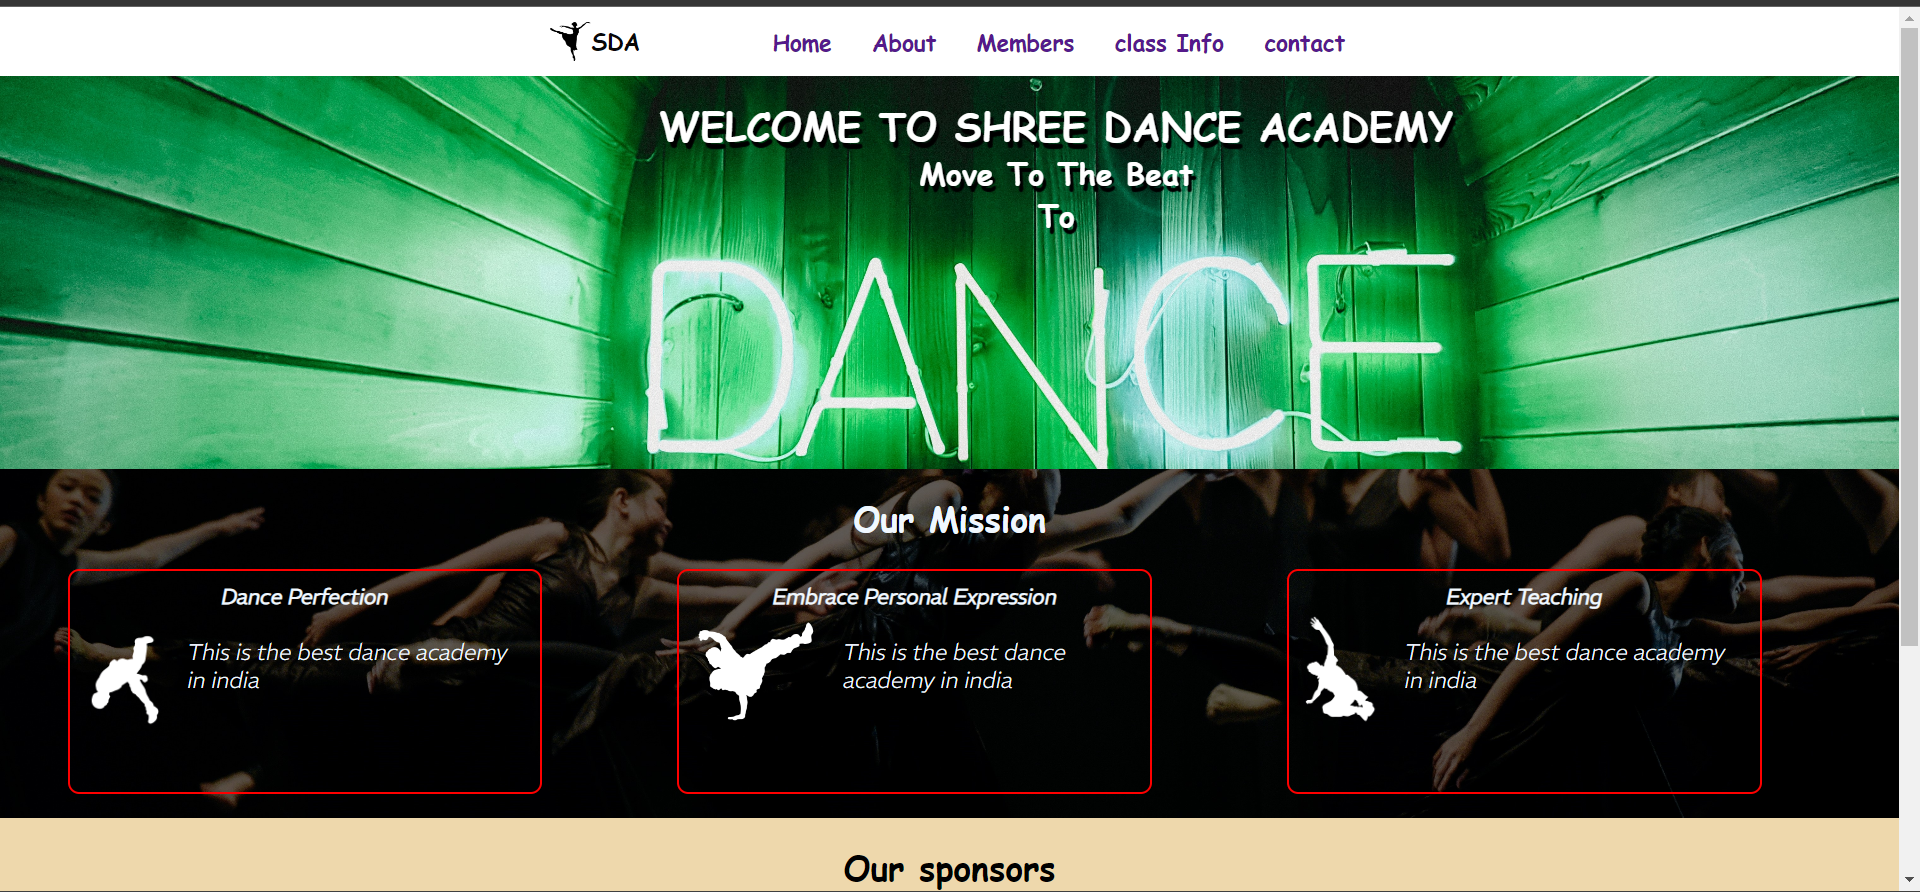 SDA
Home About Members class Info contact
WELCOME TO SHREE DANCE ACADEMY
Move To The Beat
To
DANCE
Our Mission
Dance Perfection
This is the best dance academy
in india
Embrace Personal Expression
This is the best dance
academy in india
Expert Teaching
This is the best dance academy
in india
Our sponsors